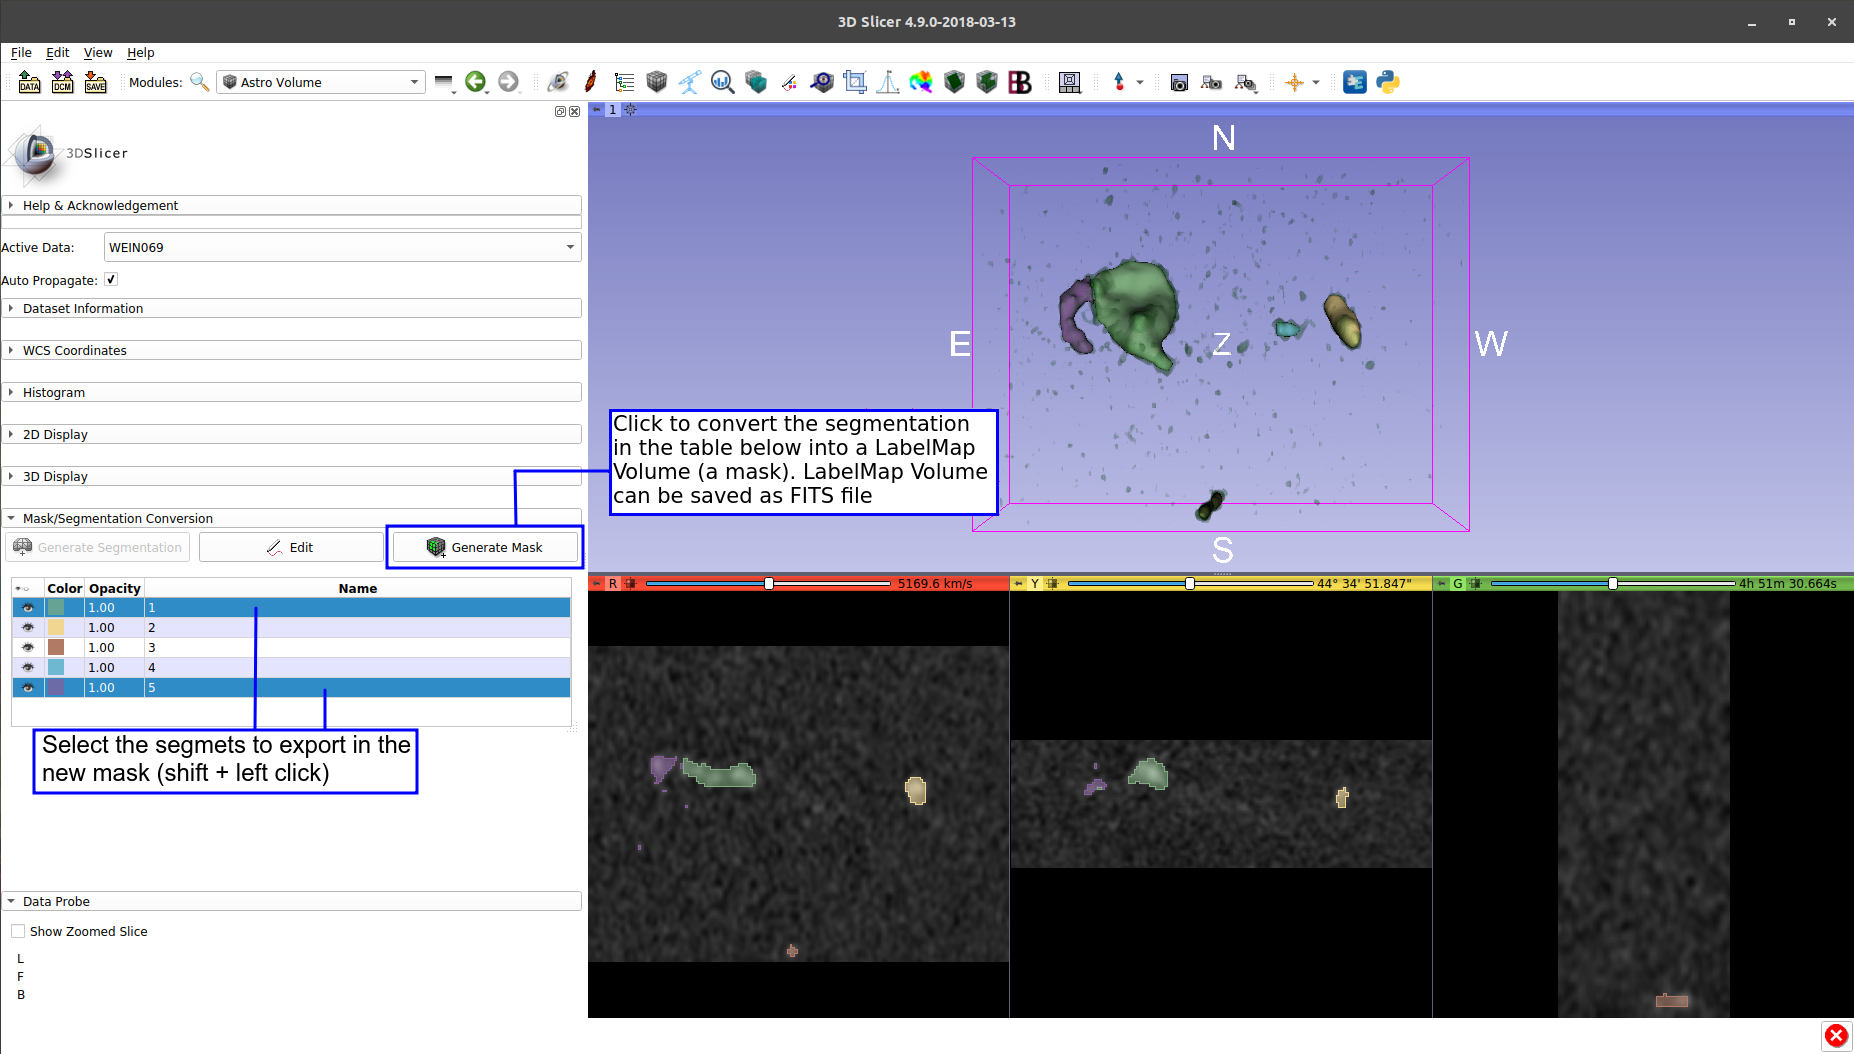 3D Slicer 4.9.0-2018-03-13
File Edit View Help
DATA DCM SAVE Modules: Astro Volume
3DSlicer
Help & Acknowledgement
Active Data: WEIN069
Auto Propagate:
Dataset Information
WCS Coordinates
Histogram
2D Display
3D Display
Mask/Segmentation Conversion
Generate Segmentation Edit Generate Mask
Color Opacity Name
1.00 1
1.00 2
1.00 3
1.00 4
1.00 5
Select the segmets to export in the
new mask (shift + left click)
Data Probe
Show Zoomed Slice
L
F
B
1
N
E Z W
S
Click to convert the segmentation
in the table below into a LabelMap
Volume (a mask). LabelMap Volume
can be saved as FITS file
R 5169.6 km/s
Y 44° 34' 51.847"
G 4h 51m 30.664s